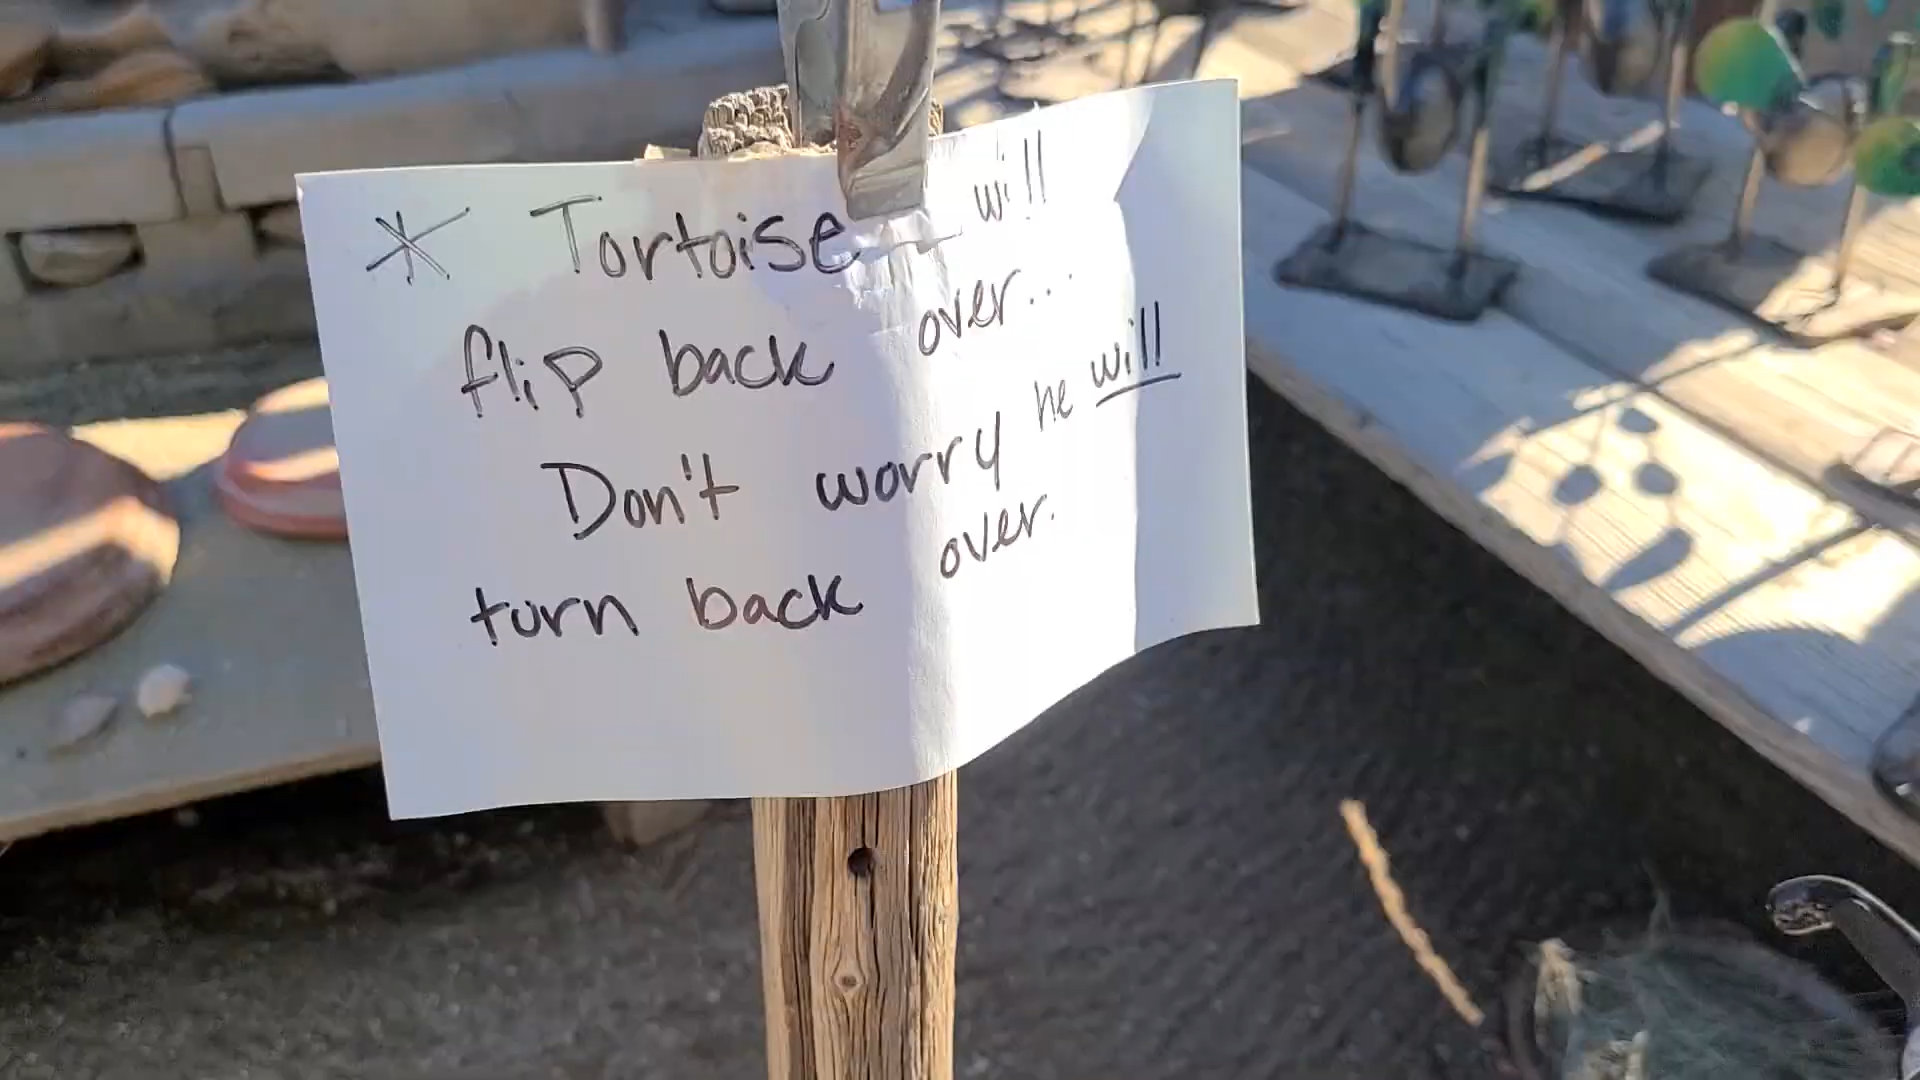 * Tortoise will
flip back over...
Don't worry he will
turn back over.